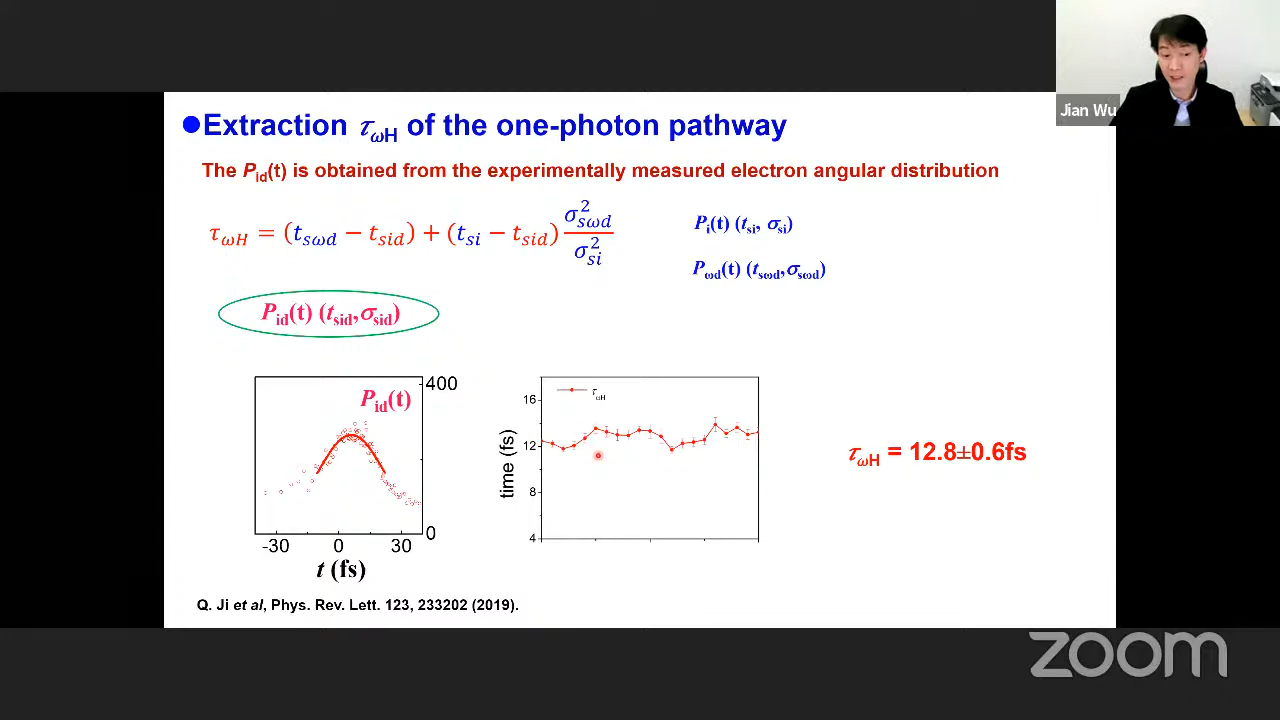 Jian Wu
●Extraction τωH of the one-photon pathway
The Pid(t) is obtained from the experimentally measured electron angular distribution
τωH = (tsωd − tsid) + (tsi − tsid) σ²sωd / σ²si
Pi(t) (tsi, σsi)
Pωd(t) (tsωd,σsωd)
Pid(t) (tsid,σsid)
Pid(t)
400
0
-30 0 30
t (fs)
τωH
16
12
8
4
time (fs)
τωH = 12.8±0.6fs
Q. Ji et al, Phys. Rev. Lett. 123, 233202 (2019).
zoom